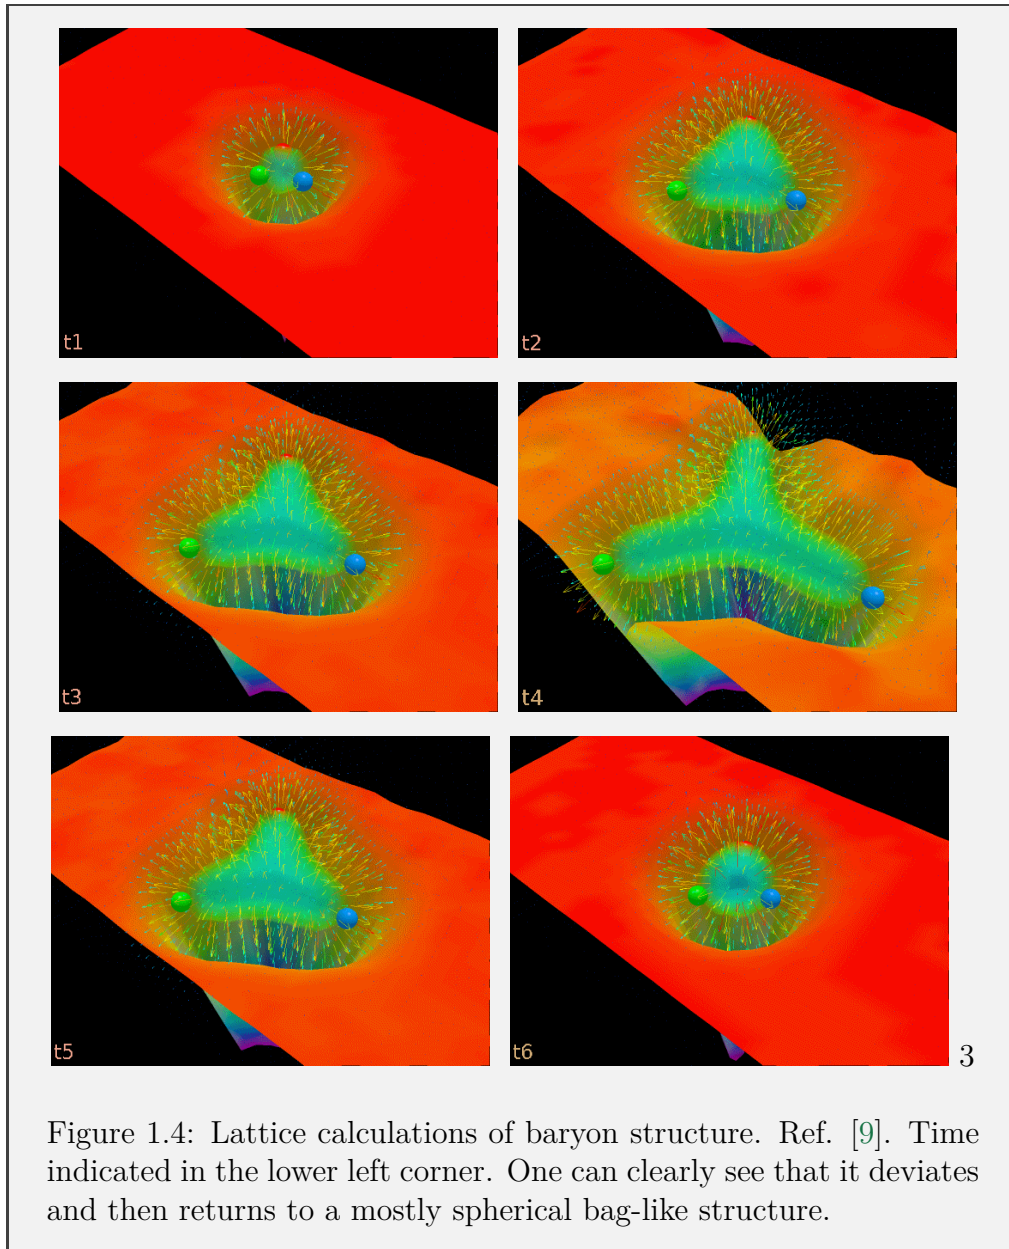 t1
t2
t3
t4
t5
t6
3
Figure 1.4: Lattice calculations of baryon structure. Ref. [9]. Time
indicated in the lower left corner. One can clearly see that it deviates
and then returns to a mostly spherical bag-like structure.